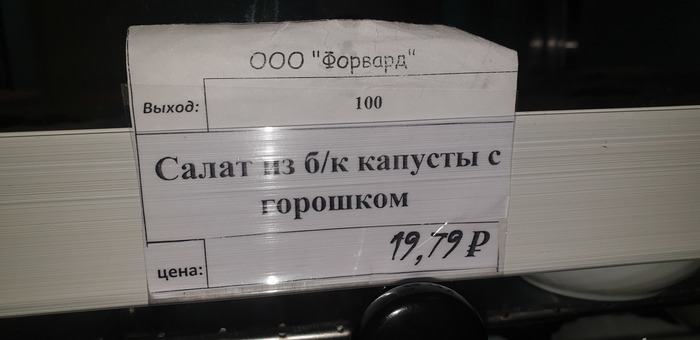 ООО "Форвард"
Выход: 100
Салат из б/к капусты с
горошком
цена: 19,79 ₽